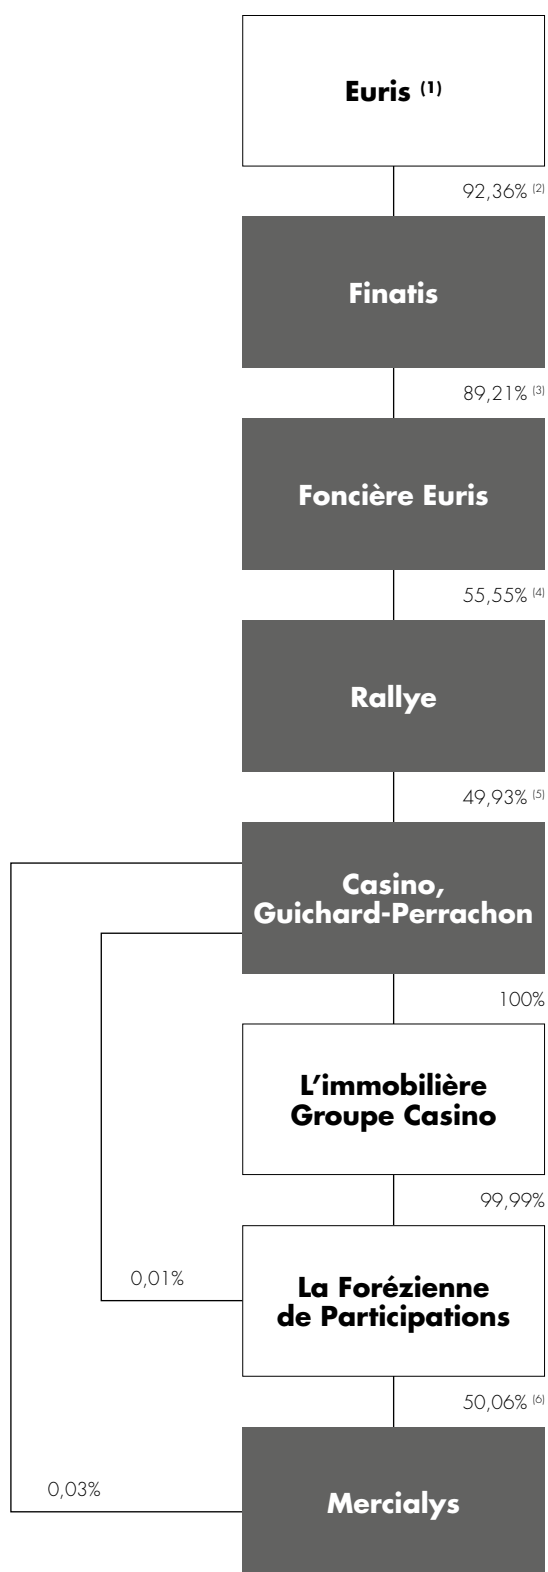 Euris (1)
92,36% (2)
Finatis
89,21% (3)
Foncière Euris
55,55% (4)
Rallye
49,93% (5)
Casino,
Guichard-Perrachon
100%
L’immobilière
Groupe Casino
99,99%
0,01%
La Forézienne
de Participations
50,06% (6)
0,03%
Mercialys